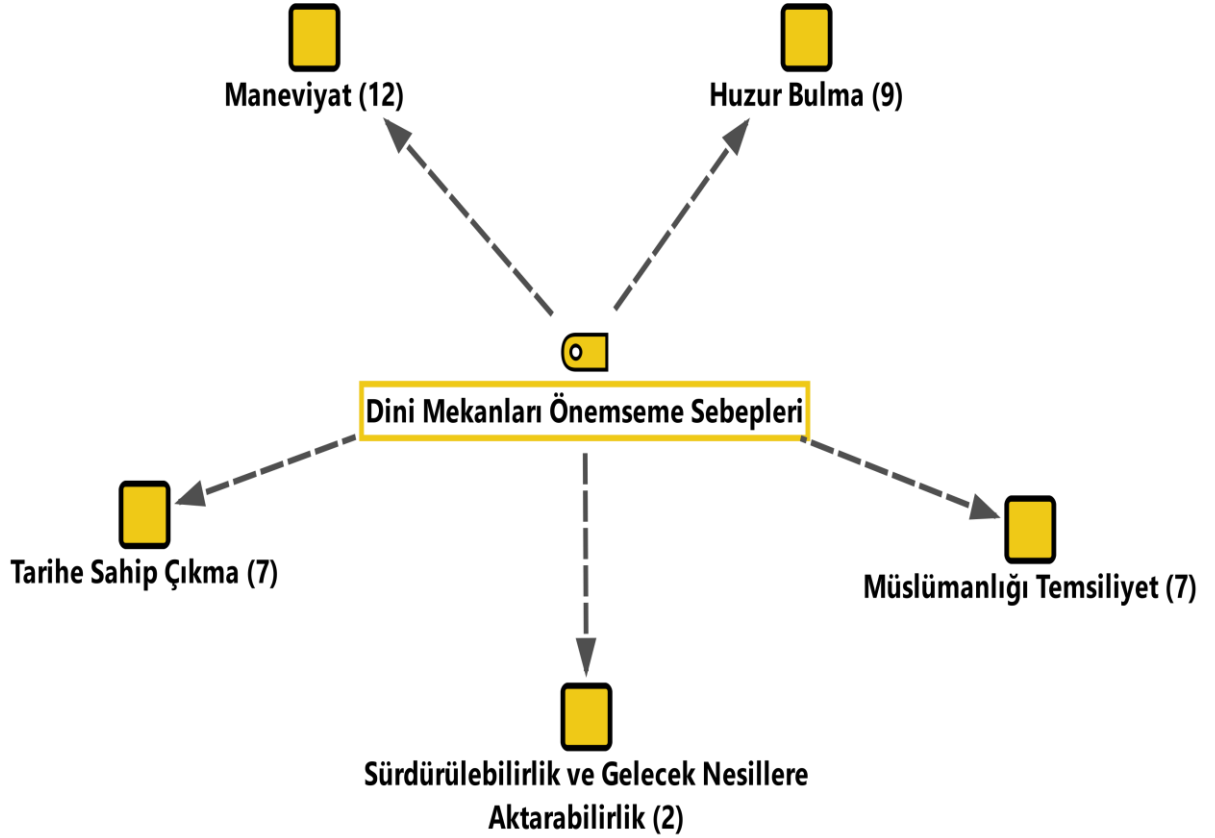 Maneviyat (12)
Huzur Bulma (9)
Dini Mekanları Önemseme Sebepleri
Tarihe Sahip Çıkma (7)
Müslümanlığı Temsiliyet (7)
Sürdürülebilirlik ve Gelecek Nesillere
Aktarabilirlik (2)